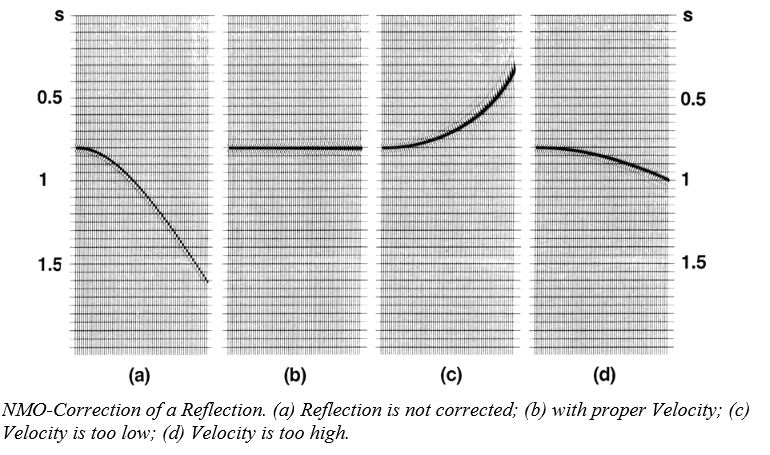 s
s
0.5
0.5
1
1
1.5
1.5
(a)
(b)
(c)
(d)
NMO-Correction of a Reflection. (a) Reflection is not corrected; (b) with proper Velocity; (c)
Velocity is too low; (d) Velocity is too high.